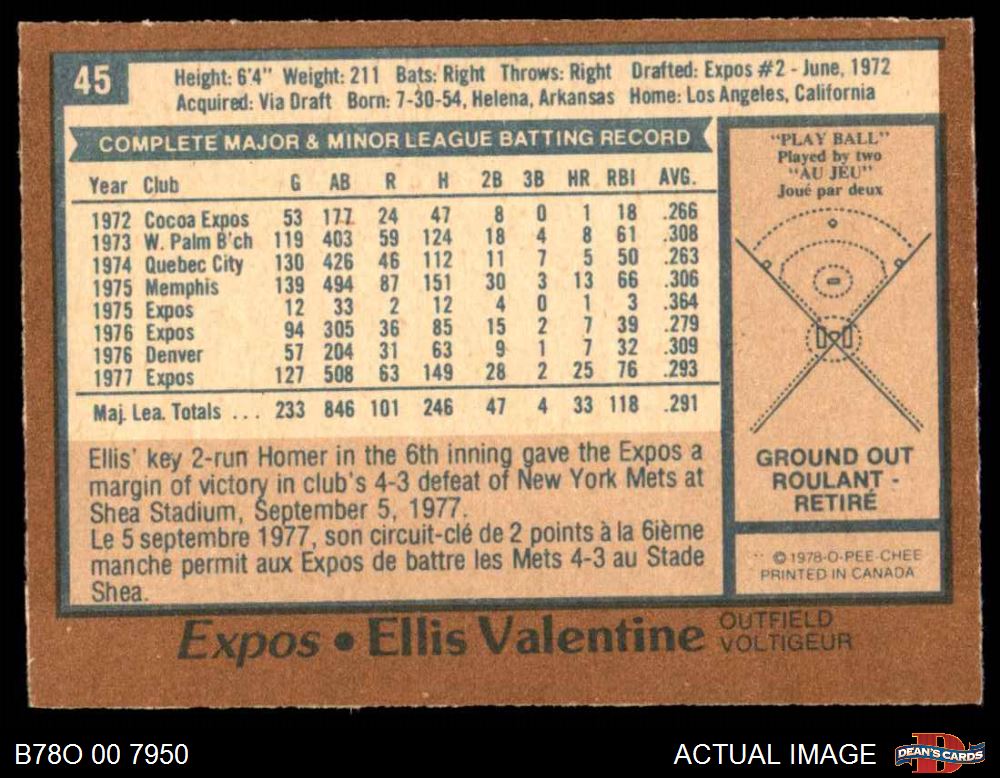 45
Height: 6'4" Weight: 211 Bats: Right Throws: Right Drafted: Expos #2 - June, 1972
Acquired: Via Draft Born: 7-30-54, Helena, Arkansas Home: Los Angeles, California
COMPLETE MAJOR & MINOR LEAGUE BATTING RECORD
Year Club G AB R H 2B 3B HR RBI AVG.
1972 Cocoa Expos 53 177 24 47 8 0 1 18 .266
1973 W. Palm B'ch 119 403 59 124 18 4 8 61 .308
1974 Quebec City 130 426 46 112 11 7 5 50 .263
1975 Memphis 139 494 87 151 30 3 13 66 .306
1975 Expos 12 33 2 12 4 0 1 3 .364
1976 Expos 94 305 36 85 15 2 7 39 .279
1976 Denver 57 204 31 63 9 1 7 32 .309
1977 Expos 127 508 63 149 28 2 25 76 .293
Maj. Lea. Totals ... 233 846 101 246 47 4 33 118 .291
Ellis' key 2-run Homer in the 6th inning gave the Expos a
margin of victory in club's 4-3 defeat of New York Mets at
Shea Stadium, September 5, 1977.
Le 5 septembre 1977, son circuit-clé de 2 points à la 6ième
manche permit aux Expos de battre les Mets 4-3 au Stade
Shea.
"PLAY BALL"
Played by two
"AU JEU"
Joué par deux
GROUND OUT
ROULANT -
RETIRÉ
© 1978-O-PEE-CHEE
PRINTED IN CANADA
Expos • Ellis Valentine
OUTFIELD
VOLTIGEUR
B78O 00 7950
ACTUAL IMAGE
DEAN'S CARDS